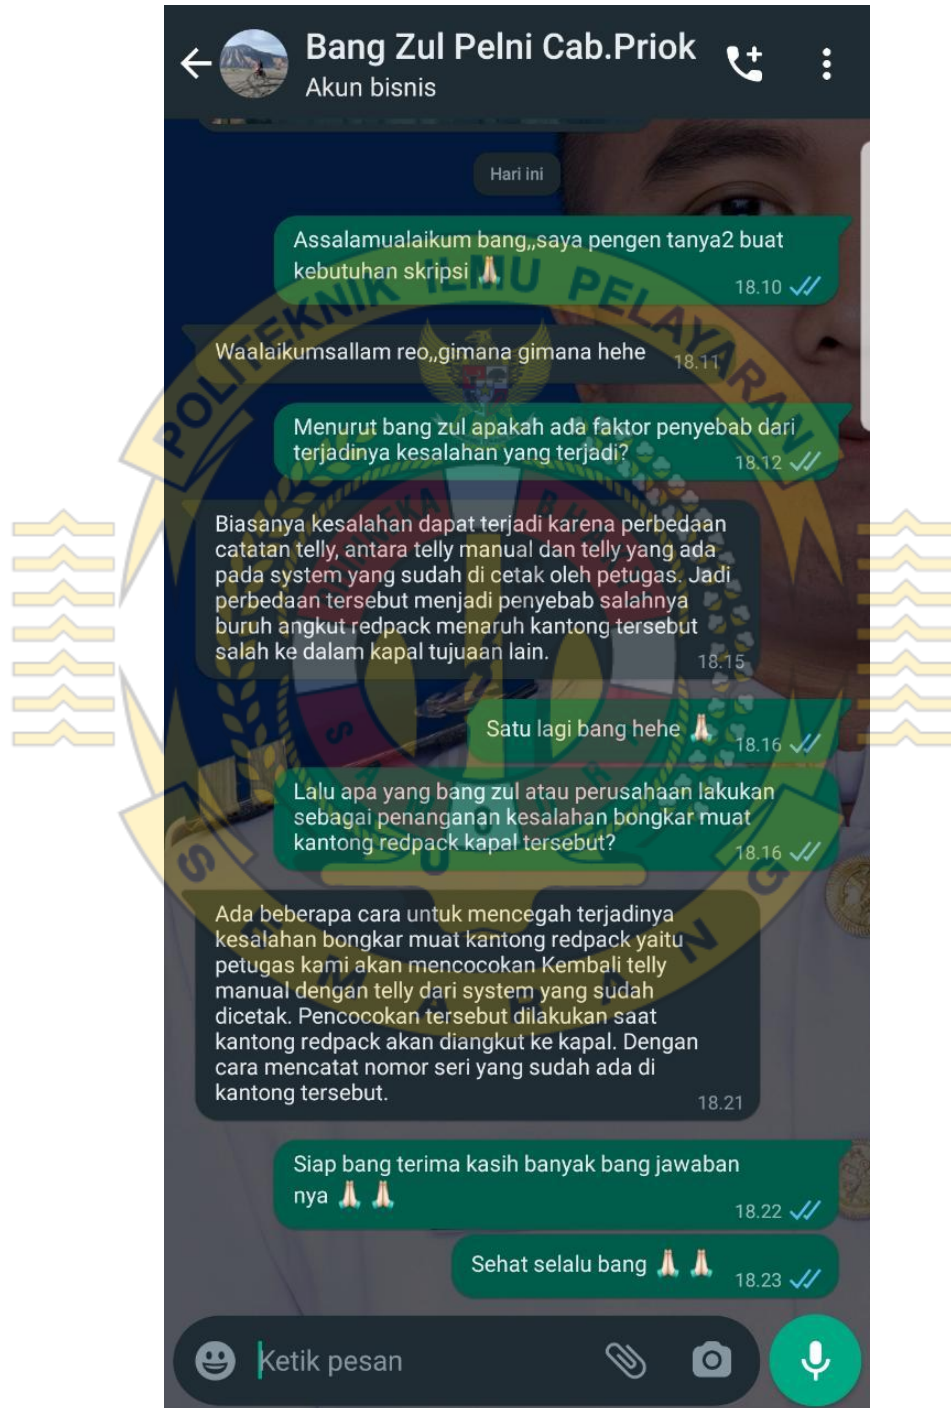 Bang Zul Pelni Cab.Priok
Akun bisnis
Hari ini
Assalamualaikum bang,,saya pengen tanya2 buat
kebutuhan skripsi 🙏🏻
18.10
Waalaikumsallam reo,,gimana gimana hehe
18.11
Menurut bang zul apakah ada faktor penyebab dari
terjadinya kesalahan yang terjadi?
18.12
Biasanya kesalahan dapat terjadi karena perbedaan
catatan telly, antara telly manual dan telly yang ada
pada system yang sudah di cetak oleh petugas. Jadi
perbedaan tersebut menjadi penyebab salahnya
buruh angkut redpack menaruh kantong tersebut
salah ke dalam kapal tujuaan lain.
18.15
Satu lagi bang hehe 🙏🏻
18.16
Lalu apa yang bang zul atau perusahaan lakukan
sebagai penanganan kesalahan bongkar muat
kantong redpack kapal tersebut?
18.16
Ada beberapa cara untuk mencegah terjadinya
kesalahan bongkar muat kantong redpack yaitu
petugas kami akan mencocokan Kembali telly
manual dengan telly dari system yang sudah
dicetak. Pencocokan tersebut dilakukan saat
kantong redpack akan diangkut ke kapal. Dengan
cara mencatat nomor seri yang sudah ada di
kantong tersebut.
18.21
Siap bang terima kasih banyak bang jawaban
nya 🙏🏻 🙏🏻
18.22
Sehat selalu bang 🙏🏻 🙏🏻
18.23
Ketik pesan
POLITEKNIK ILMU PELAYARAN
SEMARANG